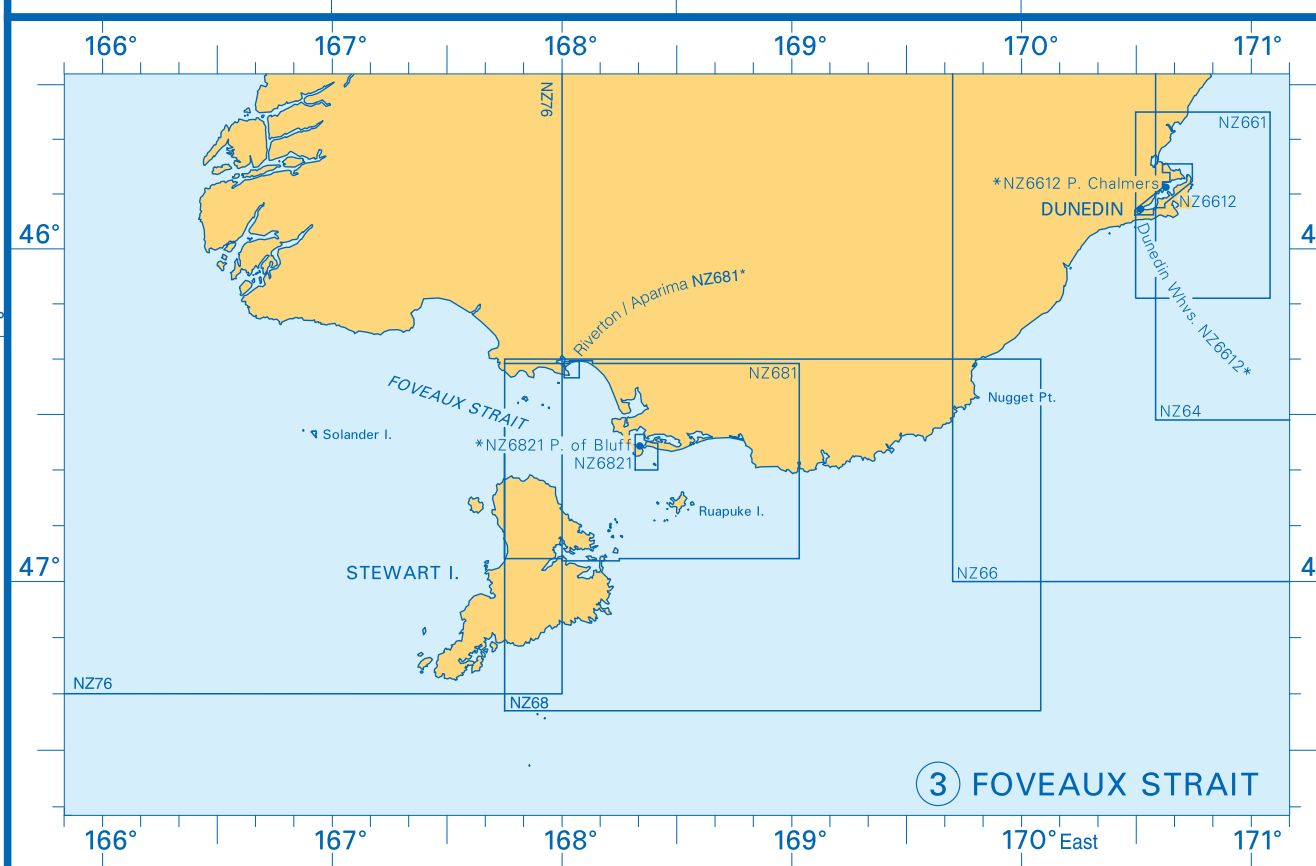 166° 167° 168° 169° 170° 171°
NZ76
NZ661
*NZ6612 P. Chalmers
NZ6612
DUNEDIN
46°
4
Dunedin Whvs. NZ6612*
Riverton / Aparima NZ681*
NZ681
FOVEAUX STRAIT
Nugget Pt.
NZ64
Solander I.
*NZ6821 P. of Bluff
NZ6821
Ruapuke I.
47°
4
STEWART I.
NZ66
NZ76
NZ68
3 FOVEAUX STRAIT
166° 167° 168° 169° 170° East 171°